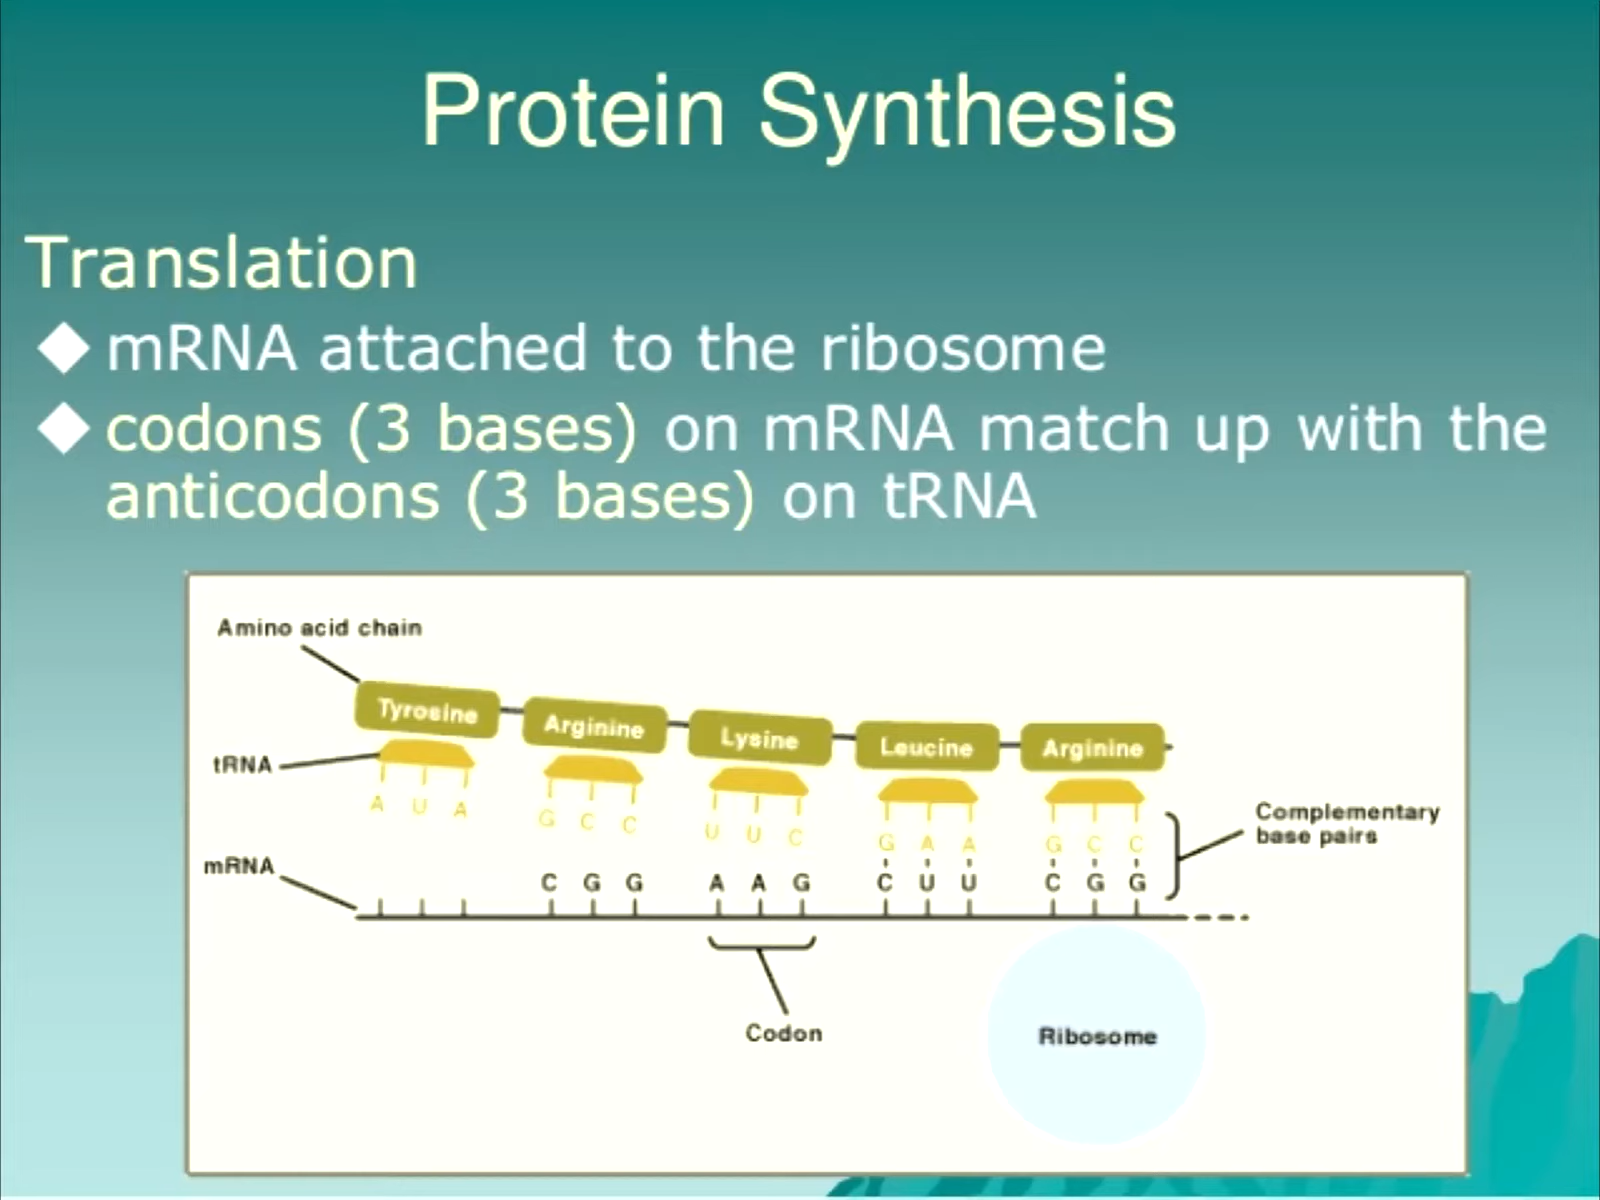 Protein Synthesis
Translation
mRNA attached to the ribosome
codons (3 bases) on mRNA match up with the
anticodons (3 bases) on tRNA
Amino acid chain
Tyrosine Arginine Lysine Leucine Arginine
tRNA
A U A G C C U U C G A A G C C
Complementary
base pairs
mRNA
C G G A A G C U U C G G
Codon
Ribosome